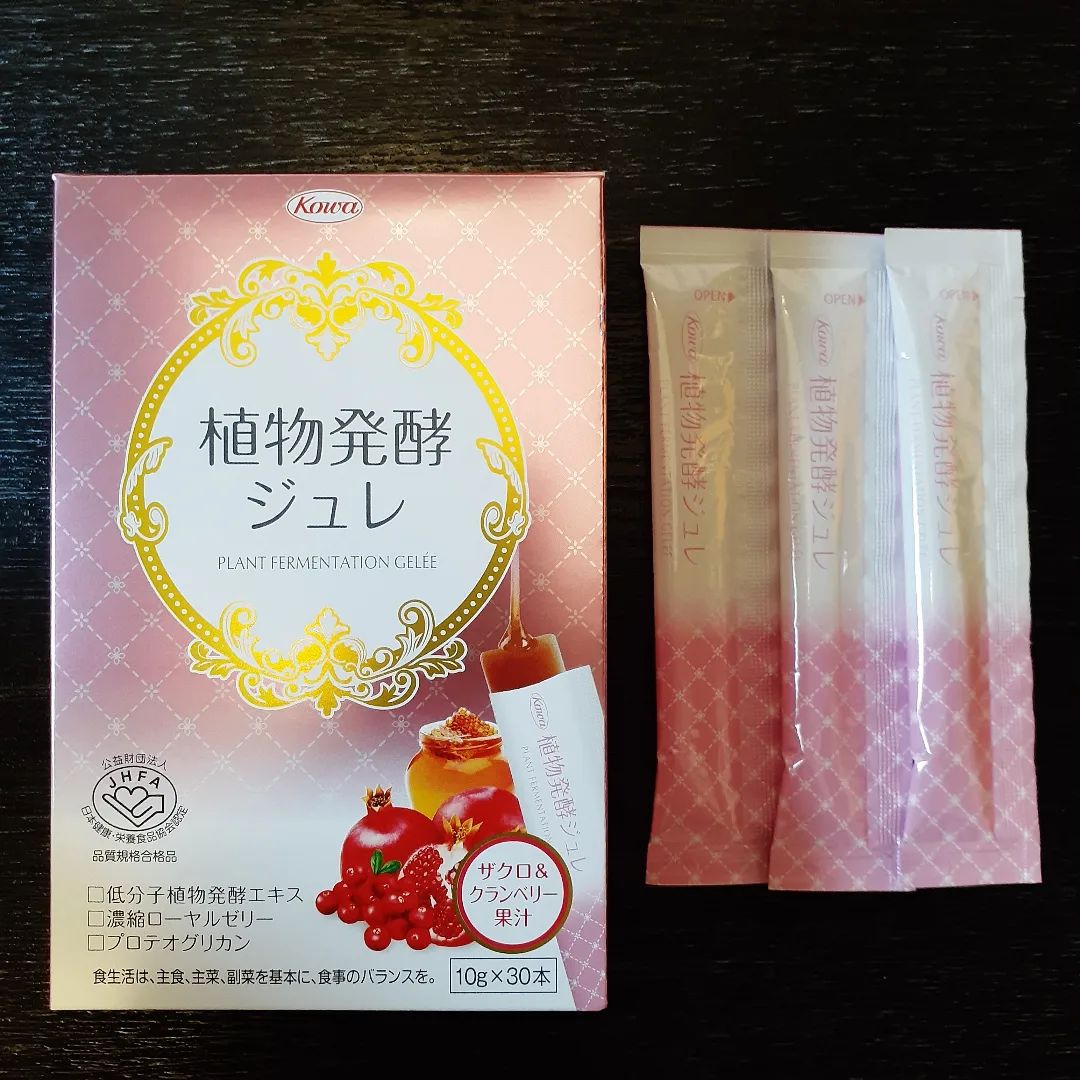 Kowa
植物発酵
ジュレ
PLANT FERMENTATION GELÉE
公益財団法人
JHFA
日本健康・栄養食品協会認定
品質規格合格品
□低分子植物発酵エキス
□濃縮ローヤルゼリー
□プロテオグリカン
食生活は、主食、主菜、副菜を基本に、食事のバランスを。
10g×30本
ザクロ&
クランベリー
果汁
Kowa 植物発酵ジュレ
PLANT FERMENTATION
OPEN
Kowa 植物発酵ジュレ
OPEN
Kowa 植物発酵ジュレ
OPEN
Kowa 植物発酵ジュレ